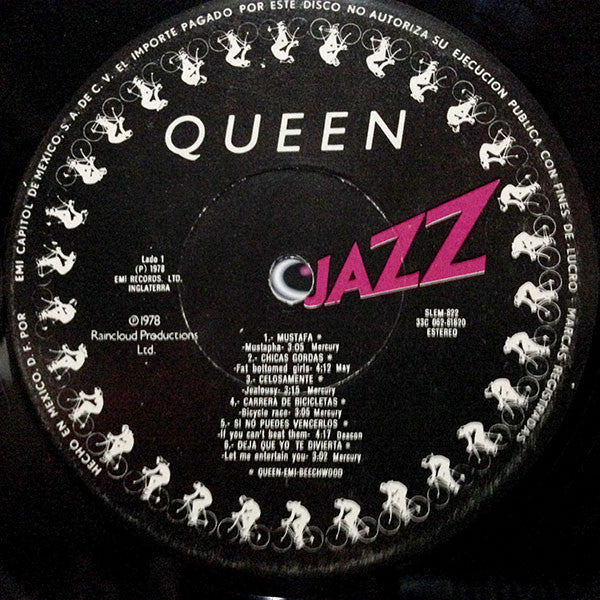 HECHO EN MEXICO, D. F. POR EMI CAPITOL DE MEXICO, S. A. DE C. V. EL IMPORTE PAGADO POR ESTE DISCO NO AUTORIZA SU EJECUCION PUBLICA CON FINES DE LUCRO - MARCAS REGISTRADAS
QUEEN
JAZZ
Lado 1
(P) 1978
EMI RECORDS, LTD.
INGLATERRA
℗1978
Raincloud Productions
Ltd.
SLEM-822
33C 062-61820
ESTEREO
1.- MUSTAFA *
-Mustapha- 3:05 Mercury
2.- CHICAS GORDAS *
-Fat bottomed girls- 4:12 May
3.- CELOSAMENTE *
-Jealousy- 3:15 Mercury
4.- CARRERA DE BICICLETAS *
-Bicycle race- 3:05 Mercury
5.- SI NO PUEDES VENCERLOS *
-If you can't beat them- 4:17 Deacon
6.- DEJA QUE YO TE DIVIERTA *
-Let me entertain you- 3:02 Mercury
* QUEEN-EMI-BEECHWOOD